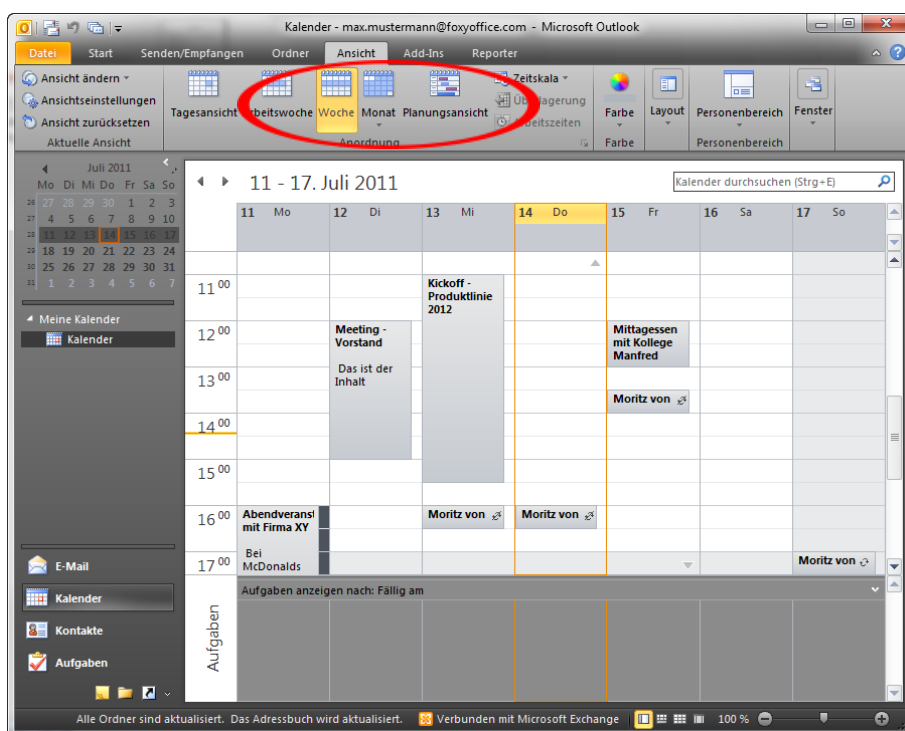 Kalender - max.mustermann@foxyoffice.com - Microsoft Outlook
Datei Start Senden/Empfangen Ordner Ansicht Add-Ins Reporter
Ansicht ändern
Ansichtseinstellungen
Ansicht zurücksetzen
Aktuelle Ansicht
Tagesansicht Arbeitswoche Woche Monat Planungsansicht
Zeitskala
Überlagerung
Arbeitszeiten
Anordnung
Farbe
Farbe
Layout
Personenbereich
Personenbereich
Fenster
Juli 2011
Mo Di Mi Do Fr Sa So
26 27 28 29 30 1 2 3
27 4 5 6 7 8 9 10
28 11 12 13 14 15 16 17
29 18 19 20 21 22 23 24
30 25 26 27 28 29 30 31
31 1 2 3 4 5 6 7
Meine Kalender
Kalender
11 - 17. Juli 2011
Kalender durchsuchen (Strg+E)
11 Mo 12 Di 13 Mi 14 Do 15 Fr 16 Sa 17 So
11 00
Kickoff -
Produktlinie
2012
12 00
Meeting -
Vorstand
Das ist der
Inhalt
Mittagessen
mit Kollege
Manfred
13 00
Moritz von
14 00
15 00
16 00
Abendveranst
mit Firma XY
Bei
McDonalds
Moritz von
Moritz von
17 00
Moritz von
Aufgaben anzeigen nach: Fällig am
Aufgaben
E-Mail
Kalender
Kontakte
Aufgaben
Alle Ordner sind aktualisiert. Das Adressbuch wird aktualisiert. Verbunden mit Microsoft Exchange 100 %